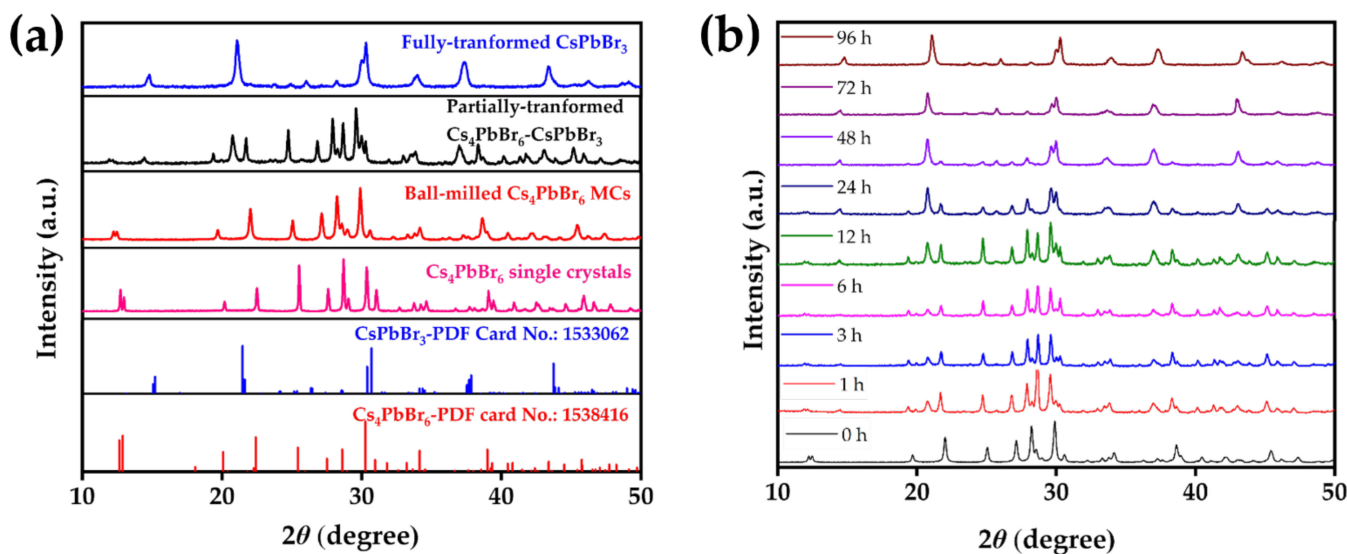 (a)
Fully-tranformed CsPbBr₃
Partially-tranformed
Cs₄PbBr₆-CsPbBr₃
Ball-milled Cs₄PbBr₆ MCs
Cs₄PbBr₆ single crystals
CsPbBr₃-PDF Card No.: 1533062
Cs₄PbBr₆-PDF card No.: 1538416
Intensity (a.u.)
10 20 30 40 50
2θ (degree)
(b)
96 h
72 h
48 h
24 h
12 h
6 h
3 h
1 h
0 h
Intensity (a.u.)
10 20 30 40 50
2θ (degree)